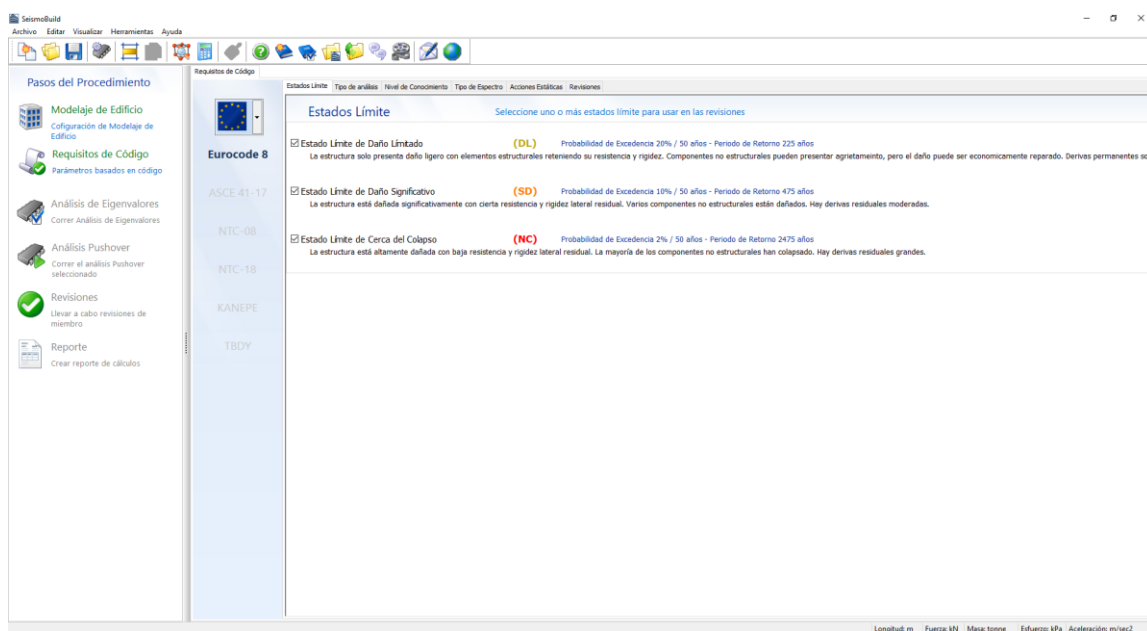 SeismoBuild
Archivo Editar Visualizar Herramientas Ayuda
Pasos del Procedimiento
Modelaje de Edificio
Cofiguración de Modelaje de
Edificio
Requisitos de Código
Parámetros basados en código
Análisis de Eigenvalores
Correr Análisis de Eigenvalores
Análisis Pushover
Correr el análisis Pushover
seleccionado
Revisiones
Llevar a cabo revisiones de
miembro
Reporte
Crear reporte de cálculos
Requisitos de Código
Eurocode 8
ASCE 41-17
NTC-08
NTC-18
KANEPE
TBDY
Estados Límite Tipo de análisis Nivel de Conocimiento Tipo de Espectro Acciones Estáticas Revisiones
Estados Límite Seleccione uno o más estados límite para usar en las revisiones
Estado Límite de Daño Límitado (DL) Probabilidad de Excedencia 20% / 50 años - Periodo de Retorno 225 años
La estructura solo presenta daño ligero con elementos estructurales reteniendo su resistencia y rigidez. Componentes no estructurales pueden presentar agrietamiento, pero el daño puede ser economicamente reparado. Derivas permanentes so
Estado Límite de Daño Significativo (SD) Probabilidad de Excedencia 10% / 50 años - Periodo de Retorno 475 años
La estructura está dañada significativamente con cierta resistencia y rigidez lateral residual. Varios componentes no estructurales están dañados. Hay derivas residuales moderadas.
Estado Límite de Cerca del Colapso (NC) Probabilidad de Excedencia 2% / 50 años - Periodo de Retorno 2475 años
La estructura está altamente dañada con baja resistencia y rigidez lateral residual. La mayoría de los componentes no estructurales han colapsado. Hay derivas residuales grandes.
Longitud: m Fuerza: kN Masa: tonne Esfuerzo: kPa Aceleración: m/sec2